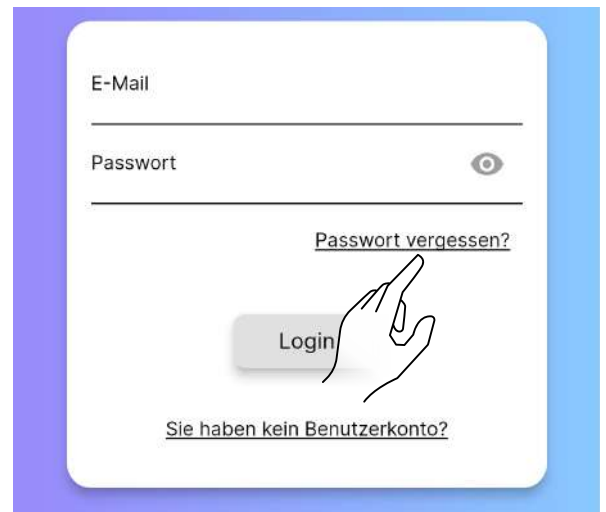 E-Mail
Passwort
Passwort vergessen?
Login
Sie haben kein Benutzerkonto?